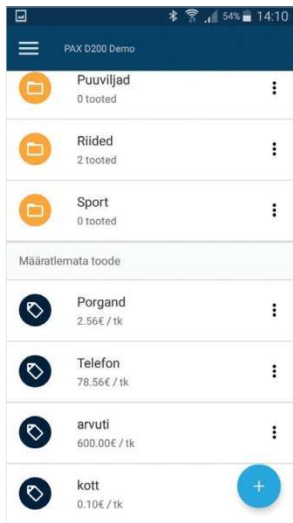 54% 14:10
PAX D200 Demo
Puuviljad
0 tooted
Riided
2 tooted
Sport
0 tooted
Määratlemata toode
Porgand
2.56€ / tk
Telefon
78.56€ / tk
arvuti
600.00€ / tk
kott
0.10€ / tk